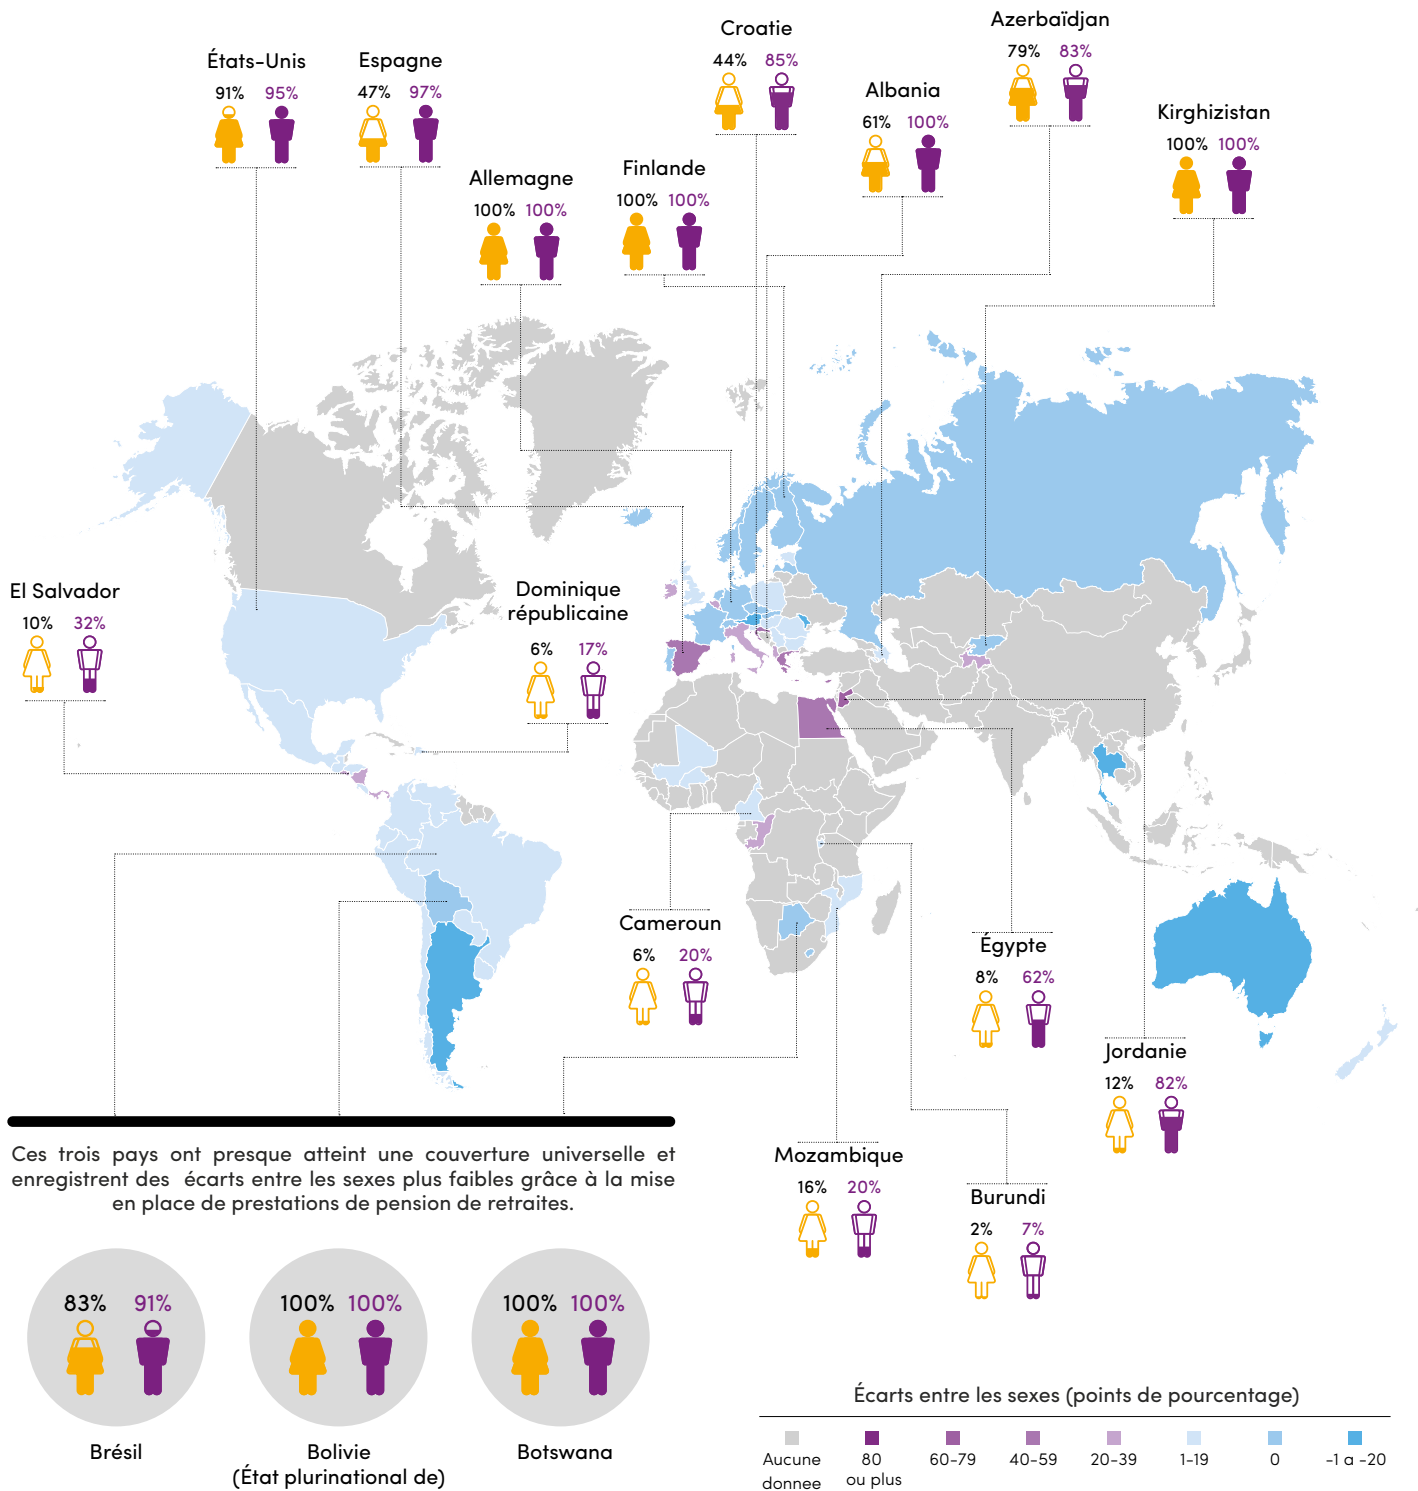 Croatie
44% 85%
Azerbaïdjan
79% 83%
États-Unis
91% 95%
Espagne
47% 97%
Albania
61% 100%
Kirghizistan
100% 100%
Allemagne
100% 100%
Finlande
100% 100%
El Salvador
10% 32%
Dominique
républicaine
6% 17%
Cameroun
6% 20%
Égypte
8% 62%
Jordanie
12% 82%
Mozambique
16% 20%
Burundi
2% 7%
Ces trois pays ont presque atteint une couverture universelle et
enregistrent des écarts entre les sexes plus faibles grâce à la mise
en place de prestations de pension de retraites.
83% 91%
Brésil
100% 100%
Bolivie
(État plurinational de)
100% 100%
Botswana
Écarts entre les sexes (points de pourcentage)
Aucune
donnee
80
ou plus
60-79
40-59
20-39
1-19
0
-1 a -20